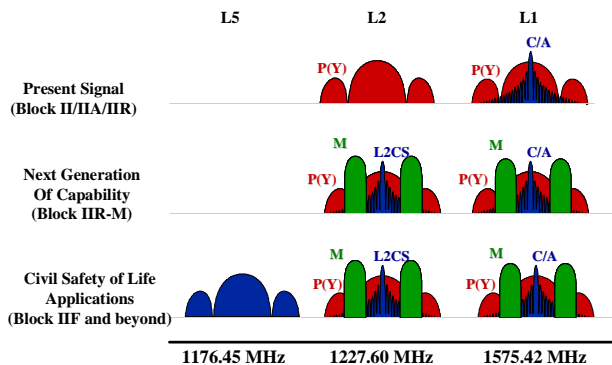 L5 L2 L1
C/A
P(Y) P(Y)
Present Signal
(Block II/IIA/IIR)
M L2CS M C/A
Next Generation
Of Capability
(Block IIR-M)
P(Y) P(Y)
M L2CS M C/A
Civil Safety of Life
Applications
(Block IIF and beyond)
P(Y) P(Y)
1176.45 MHz 1227.60 MHz 1575.42 MHz